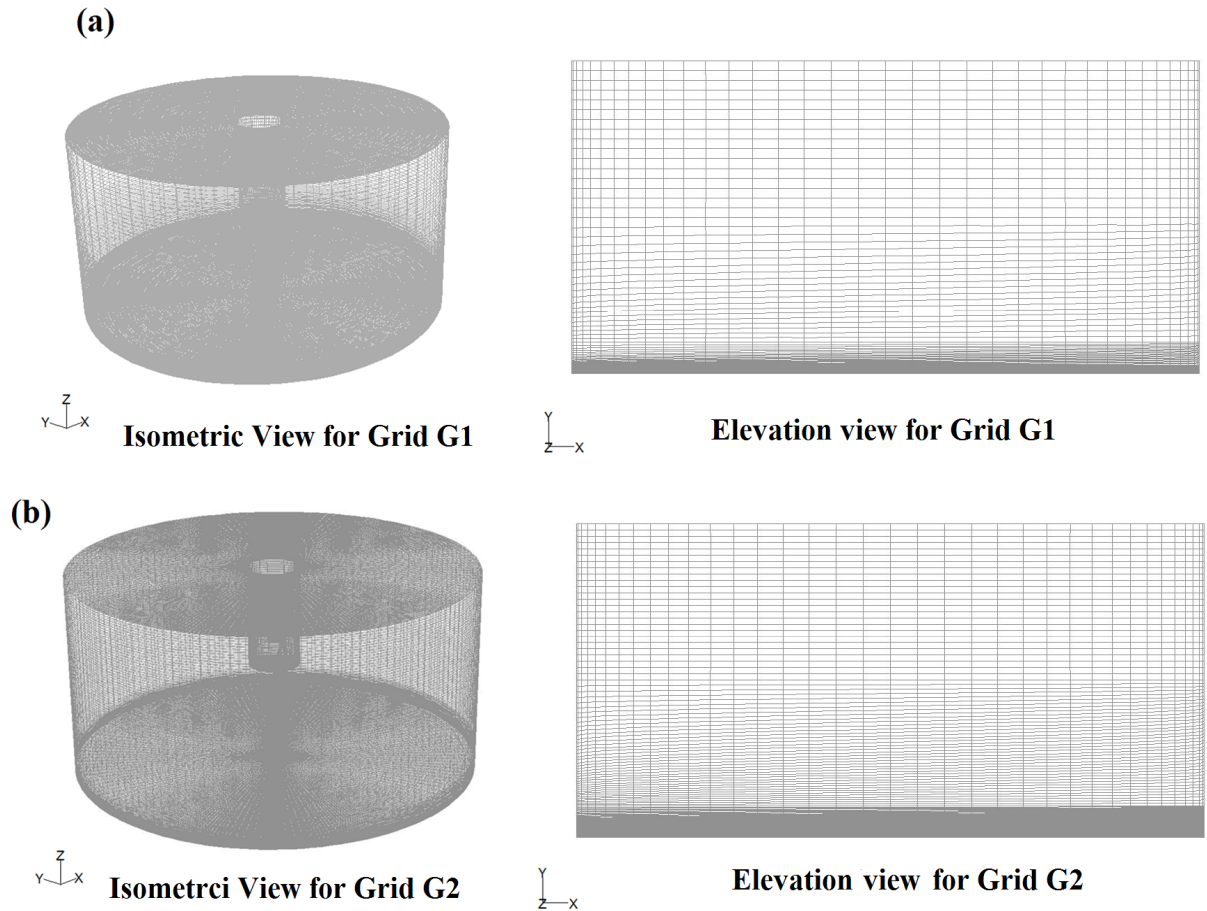 (a)
Z
Y X
Isometric View for Grid G1
Y
Z X
Elevation view for Grid G1
(b)
Z
Y X
Isometrci View for Grid G2
Y
Z X
Elevation view for Grid G2